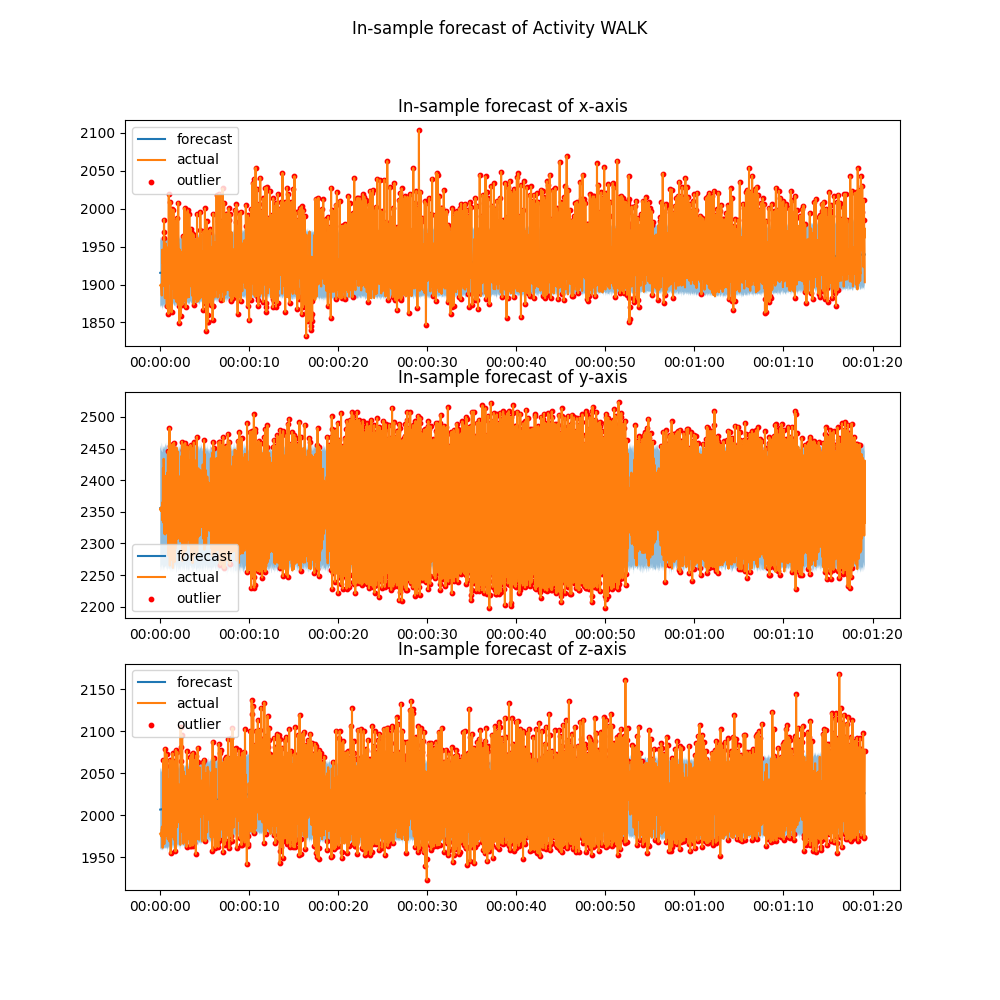 In-sample forecast of Activity WALK
In-sample forecast of x-axis
2100
2050
2000
1950
1900
1850
forecast
actual
outlier
00:00:00 00:00:10 00:00:20 00:00:30 00:00:40 00:00:50 00:01:00 00:01:10 00:01:20
In-sample forecast of y-axis
2500
2450
2400
2350
2300
2250
2200
forecast
actual
outlier
00:00:00 00:00:10 00:00:20 00:00:30 00:00:40 00:00:50 00:01:00 00:01:10 00:01:20
In-sample forecast of z-axis
2150
2100
2050
2000
1950
forecast
actual
outlier
00:00:00 00:00:10 00:00:20 00:00:30 00:00:40 00:00:50 00:01:00 00:01:10 00:01:20